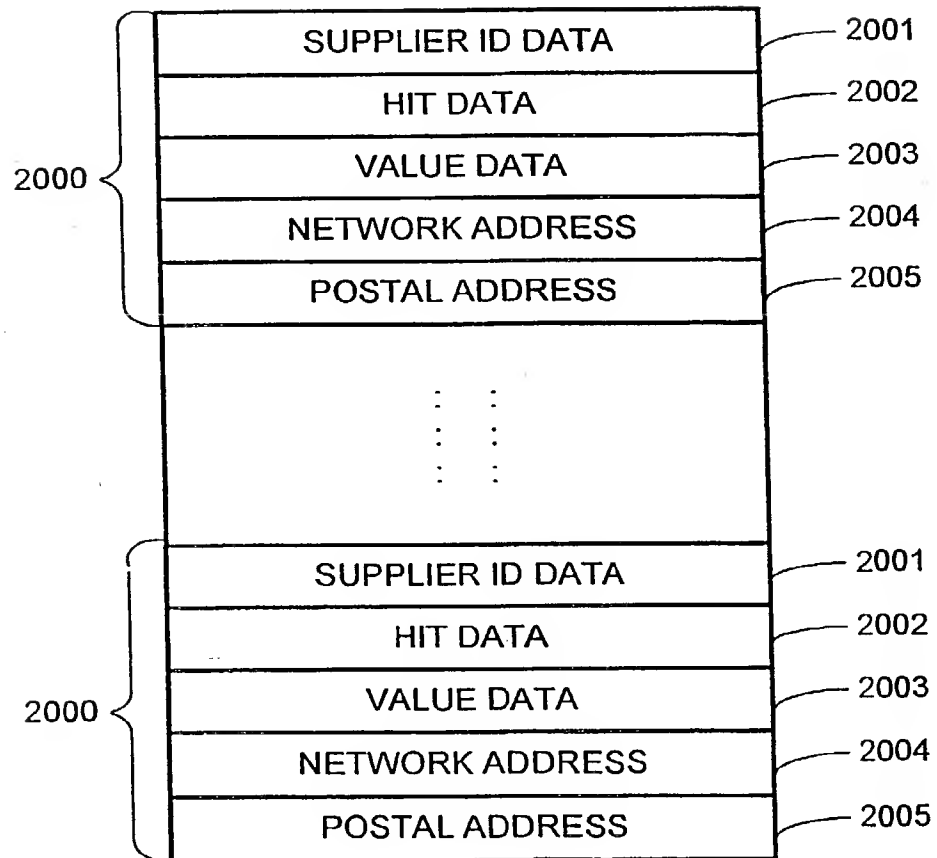 SUPPLIER ID DATA 2001
HIT DATA 2002
2000 VALUE DATA 2003
NETWORK ADDRESS 2004
POSTAL ADDRESS 2005
SUPPLIER ID DATA 2001
HIT DATA 2002
2000 VALUE DATA 2003
NETWORK ADDRESS 2004
POSTAL ADDRESS 2005